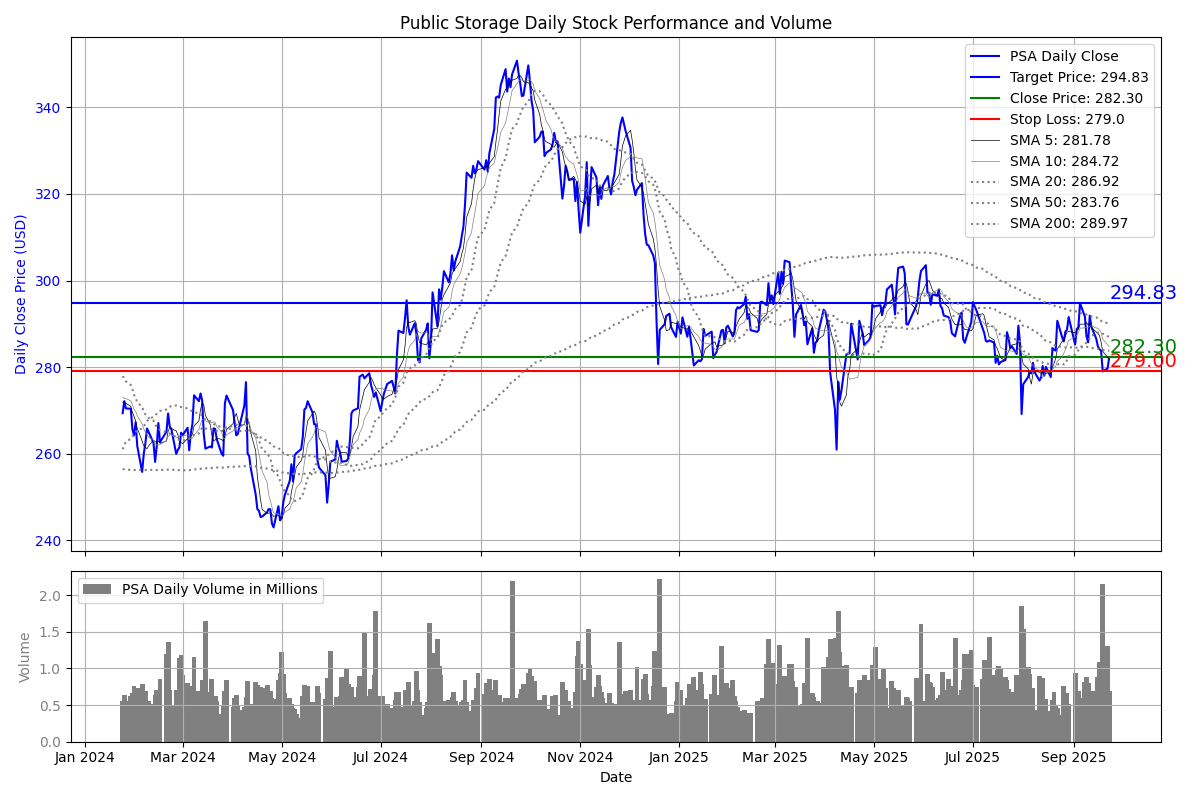 Public Storage Daily Stock Performance and Volume
PSA Daily Close
Target Price: 294.83
Close Price: 282.30
Stop Loss: 279.0
SMA 5: 281.78
SMA 10: 284.72
SMA 20: 286.92
SMA 50: 283.76
SMA 200: 289.97
340
320
300
280
260
240
Daily Close Price (USD)
294.83
282.30
279.00
PSA Daily Volume in Millions
2.0
1.5
1.0
0.5
0.0
Volume
Jan 2024 Mar 2024 May 2024 Jul 2024 Sep 2024 Nov 2024 Jan 2025 Mar 2025 May 2025 Jul 2025 Sep 2025
Date